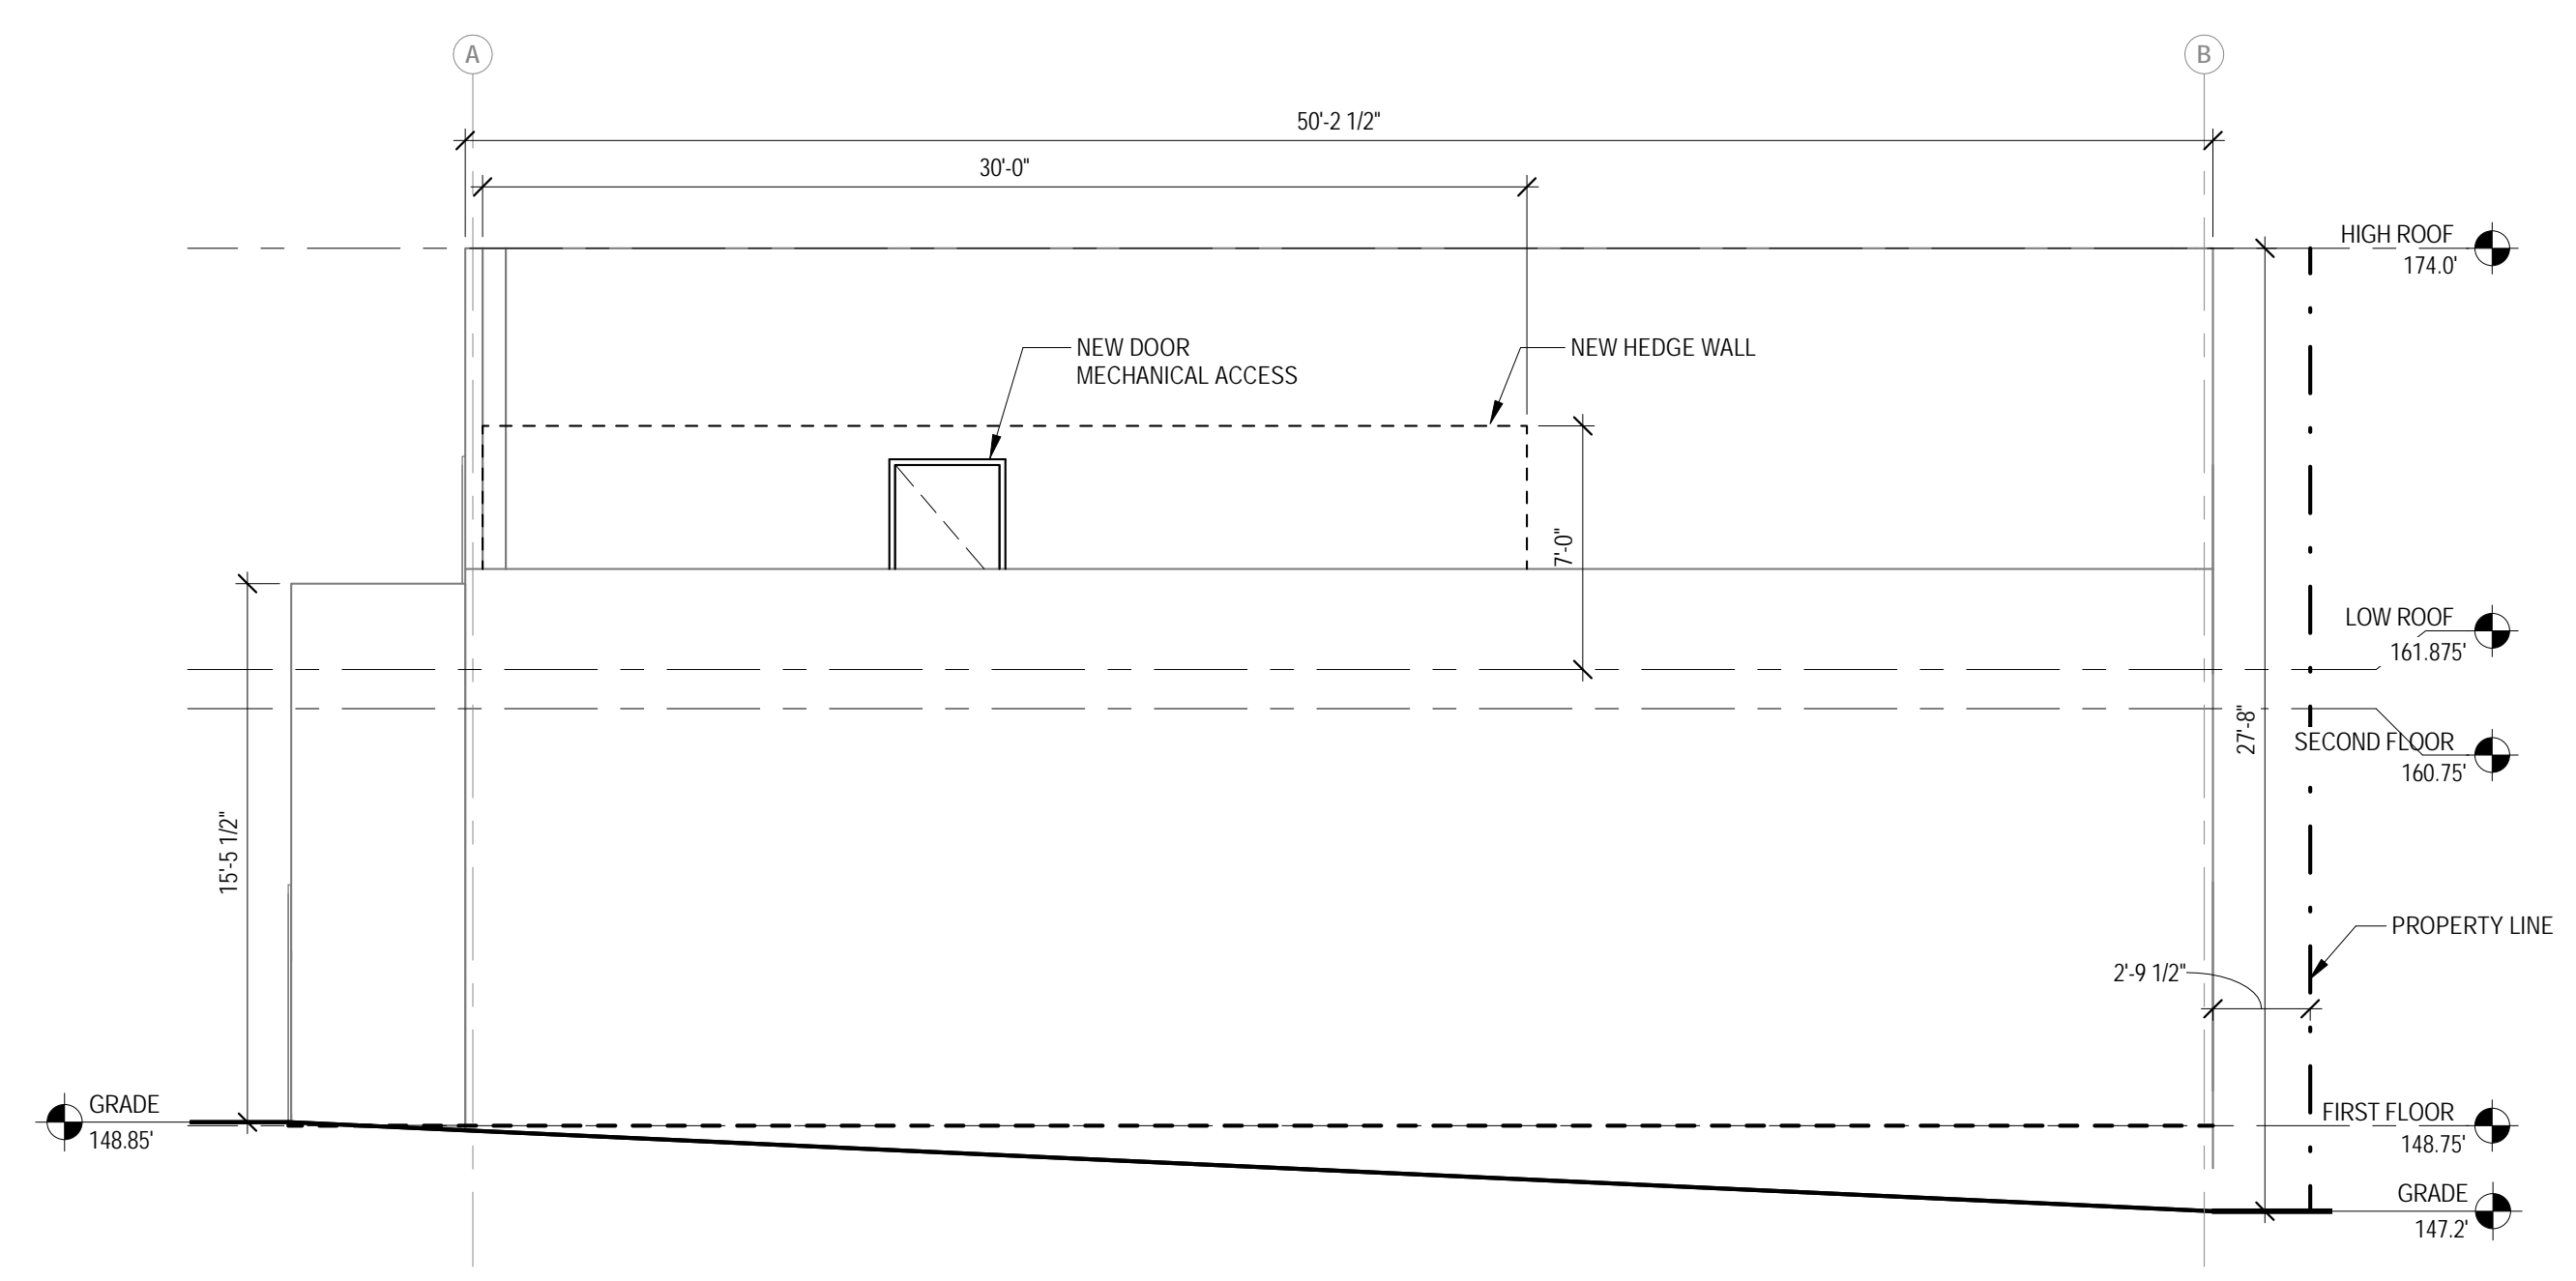 A
B
50'-2 1/2"
30'-0"
HIGH ROOF
174.0'
NEW DOOR
MECHANICAL ACCESS
NEW HEDGE WALL
7'-0"
LOW ROOF
161.875'
27'-8"
SECOND FLOOR
160.75'
15'-5 1/2"
PROPERTY LINE
2'-9 1/2"
GRADE
148.85'
FIRST FLOOR
148.75'
GRADE
147.2'